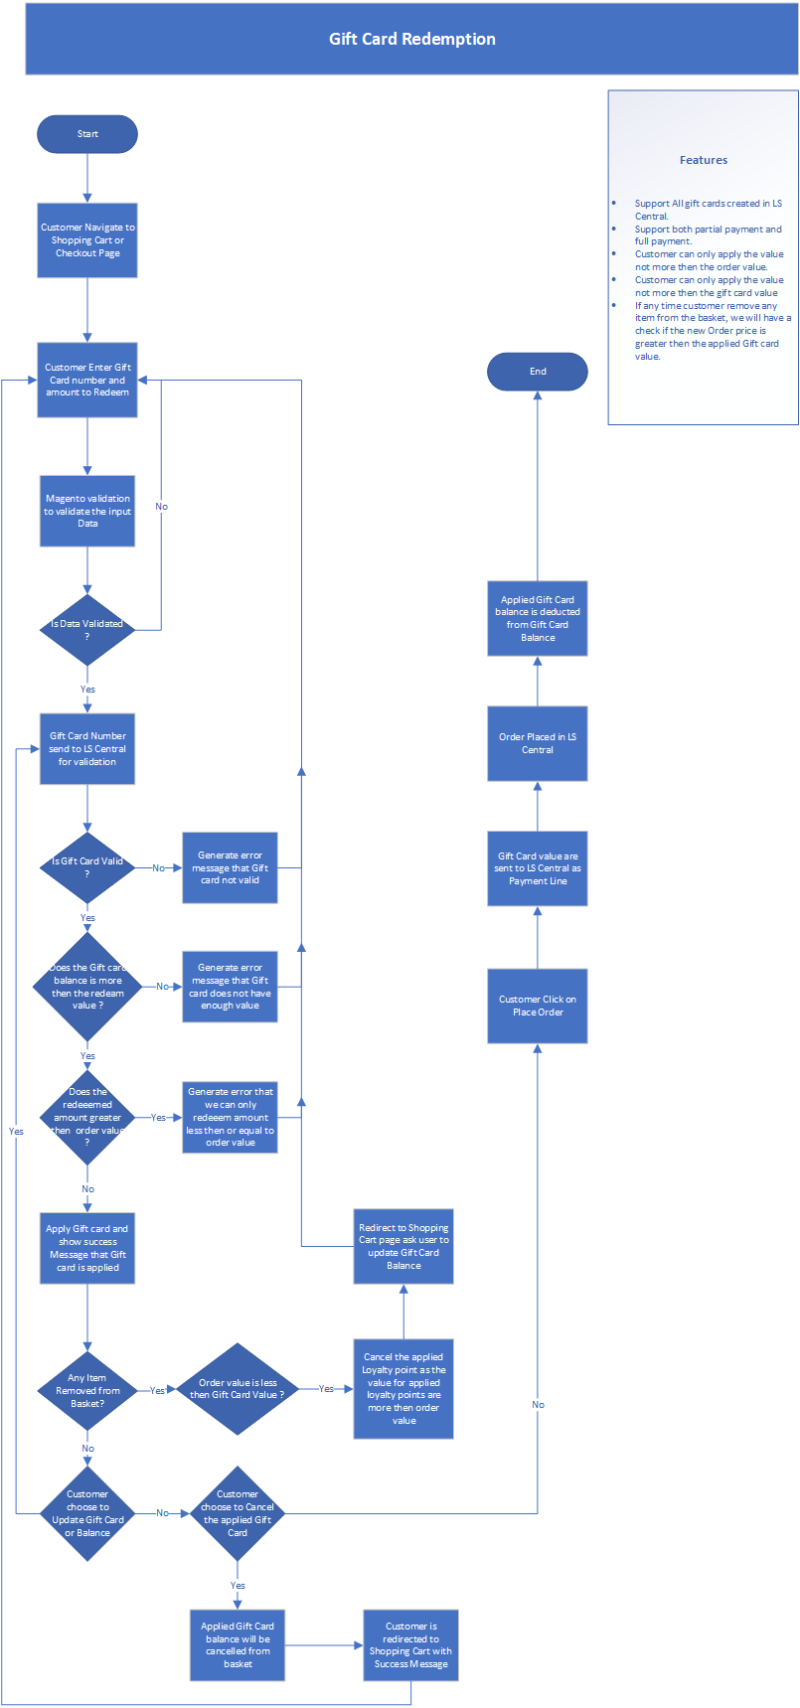 Gift Card Redemption
Start
Customer Navigate to
Shopping Cart or
Checkout Page
Customer Enter Gift
Card number and
amount to Redeem
Magento validation
to validate the input
Data
No
Is Data Validated
?
Yes
Gift Card Number
send to LS Central
for validation
Is Gift Card Valid
?
No
Generate error
message that Gift
card not valid
Yes
Does the Gift card
balance is more
then the redeam
value ?
No
Generate error
message that Gift
card does not have
enough value
Yes
Does the
redeeemed
amount greater
then order value
?
Yes
Generate error that
we can only
redeeem amount
less then or equal to
order value
Yes
No
Apply Gift card and
show success
Message that Gift
card is applied
Redirect to Shopping
Cart page ask user to
update Gift Card
Balance
Any Item
Removed from
Basket?
Yes
Order value is less
then Gift Card Value ?
Yes
Cancel the applied
Loyalty point as the
value for applied
loyalty points are
more then order
value
No
Customer
choose to
Update Gift Card
or Balance
No
Customer
choose to Cancel
the applied Gift
Card
No
Yes
Applied Gift Card
balance will be
cancelled from
basket
Customer is
redirected to
Shopping Cart with
Success Message
Customer Click on
Place Order
Gift Card value are
sent to LS Central as
Payment Line
Order Placed in LS
Central
Applied Gift Card
balance is deducted
from Gift Card
Balance
End
Features
• Support All gift cards created in LS
Central.
• Support both partial payment and
full payment.
• Customer can only apply the value
not more then the order value.
• Customer can only apply the value
not more then the gift card value
• If any time customer remove any
item from the basket, we will have a
check if the new Order price is
greater then the applied Gift card
value.